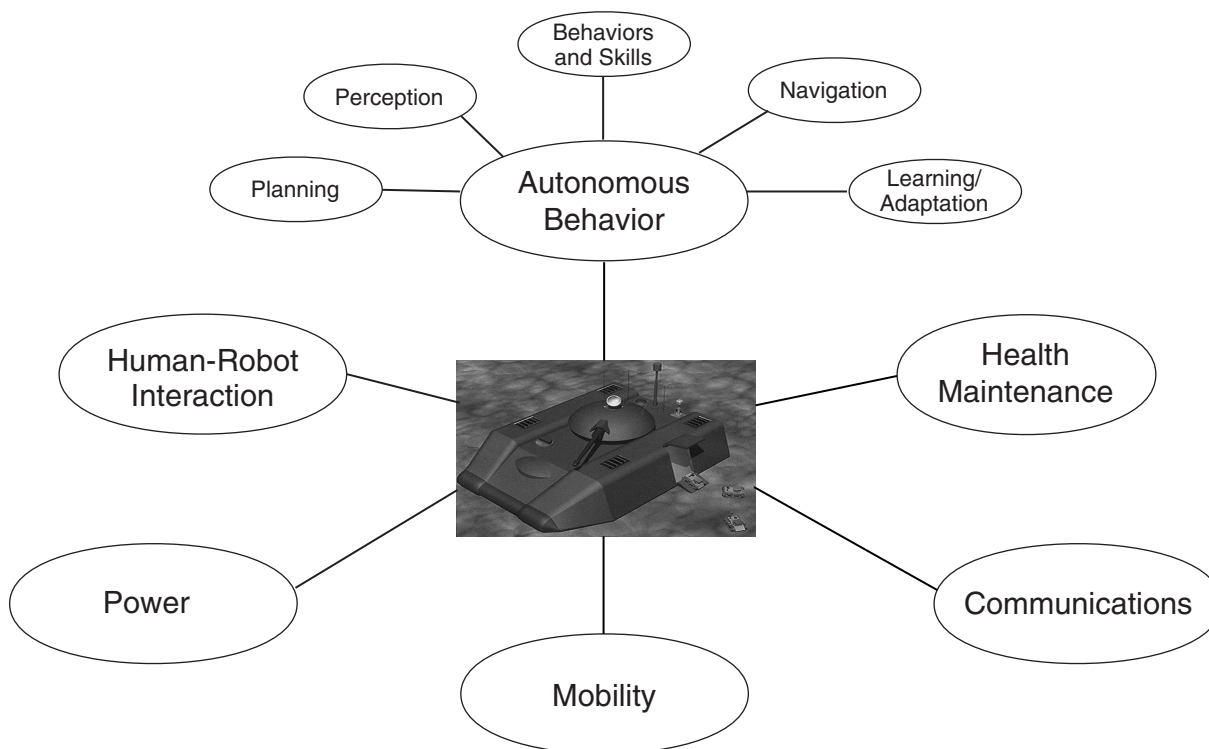 Behaviors
and Skills
Perception
Navigation
Planning
Autonomous
Behavior
Learning/
Adaptation
Human-Robot
Interaction
Health
Maintenance
Power
Communications
Mobility